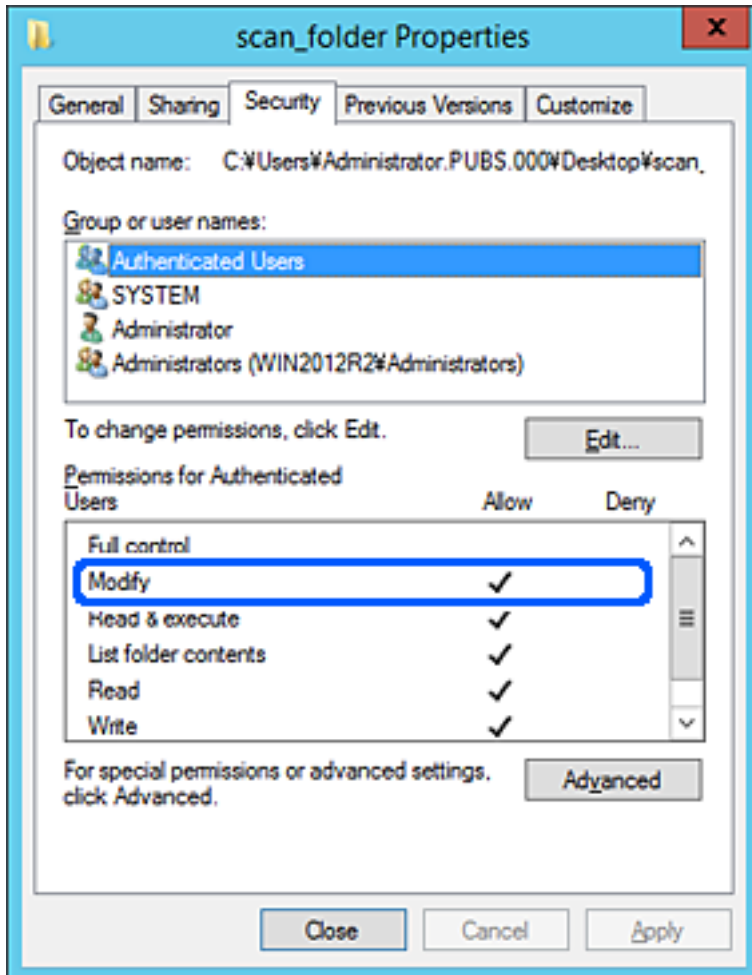 scan_folder Properties
General Sharing Security Previous Versions Customize
Object name: C:¥Users¥Administrator.PUBS.000¥Desktop¥scan_
Group or user names:
Authenticated Users
SYSTEM
Administrator
Administrators (WIN2012R2¥Administrators)
To change permissions, click Edit.
Edit...
Permissions for Authenticated
Users Allow Deny
Full control
Modify
Read & execute
List folder contents
Read
Write
For special permissions or advanced settings,
click Advanced.
Advanced
Close Cancel Apply